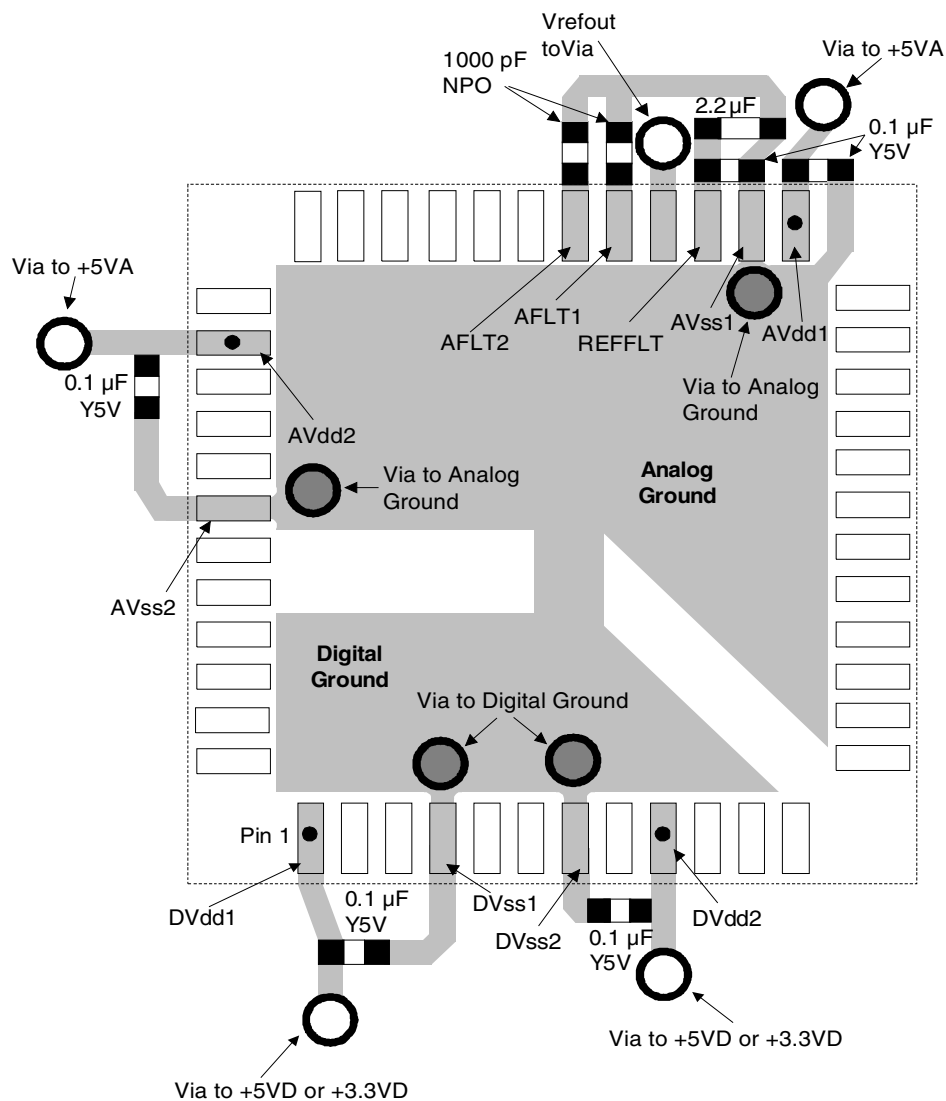 Vrefout
toVia
Via to +5VA
1000 pF
NPO
2.2 µF
0.1 µF
Y5V
Via to +5VA
AFLT2
AFLT1
REFFLT
AVss1
AVdd1
0.1 µF
Y5V
AVdd2
Via to Analog
Ground
Via to Analog
Ground
Analog
Ground
AVss2
Digital
Ground
Via to Digital Ground
Pin 1
DVdd1
0.1 µF
Y5V
DVss1
DVss2
0.1 µF
Y5V
DVdd2
Via to +5VD or +3.3VD
Via to +5VD or +3.3VD